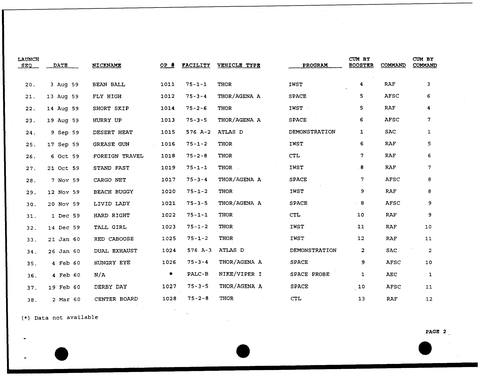 LAUNCH CUM BY CUM BY
SEQ DATE NICKNAME OP # FACILITY VEHICLE TYPE PROGRAM BOOSTER COMMAND COMMAND
20. 3 Aug 59 BEAN BALL 1011 75-1-1 THOR IWST 4 RAF 3
21. 13 Aug 59 FLY HIGH 1012 75-3-4 THOR/AGENA A SPACE 5 AFSC 6
22. 14 Aug 59 SHORT SKIP 1014 75-2-6 THOR IWST 5 RAF 4
23. 19 Aug 59 HURRY UP 1013 75-3-5 THOR/AGENA A SPACE 6 AFSC 7
24. 9 Sep 59 DESERT HEAT 1015 576 A-2 ATLAS D DEMONSTRATION 1 SAC 1
25. 17 Sep 59 GREASE GUN 1016 75-1-2 THOR IWST 6 RAF 5
26. 6 Oct 59 FOREIGN TRAVEL 1018 75-2-8 THOR CTL 7 RAF 6
27. 21 Oct 59 STAND FAST 1019 75-1-1 THOR IWST 8 RAF 7
28. 7 Nov 59 CARGO NET 1017 75-3-4 THOR/AGENA A SPACE 7 AFSC 8
29. 12 Nov 59 BEACH BUGGY 1020 75-1-2 THOR IWST 9 RAF 8
30. 20 Nov 59 LIVID LADY 1021 75-3-5 THOR/AGENA A SPACE 8 AFSC 9
31. 1 Dec 59 HARD RIGHT 1022 75-1-1 THOR CTL 10 RAF 9
32. 14 Dec 59 TALL GIRL 1023 75-1-2 THOR IWST 11 RAF 10
33. 21 Jan 60 RED CABOOSE 1025 75-1-2 THOR IWST 12 RAF 11
34. 26 Jan 60 DUAL EXHAUST 1024 576 A-3 ATLAS D DEMONSTRATION 2 SAC 2
35. 4 Feb 60 HUNGRY EYE 1026 75-3-4 THOR/AGENA A SPACE 9 AFSC 10
36. 4 Feb 60 N/A * PALC-B NIKE/VIPER I SPACE PROBE 1 AEC 1
37. 19 Feb 60 DERBY DAY 1027 75-3-5 THOR/AGENA A SPACE 10 AFSC 11
38. 2 Mar 60 CENTER BOARD 1028 75-2-8 THOR CTL 13 RAF 12
(*) Data not available
PAGE 2